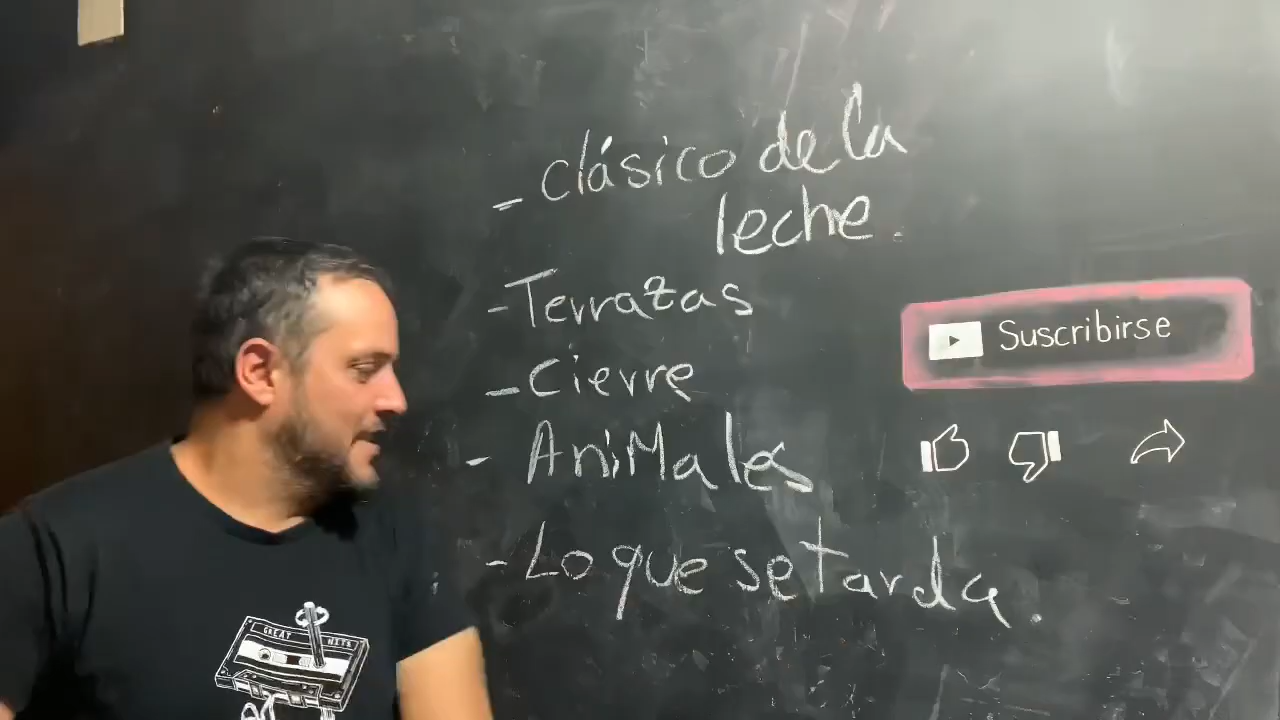 - clásico de la
leche.
- Terrazas
- Cierre
- AniMales
- Lo que se tarda.
Suscribirse
GREAT HITS